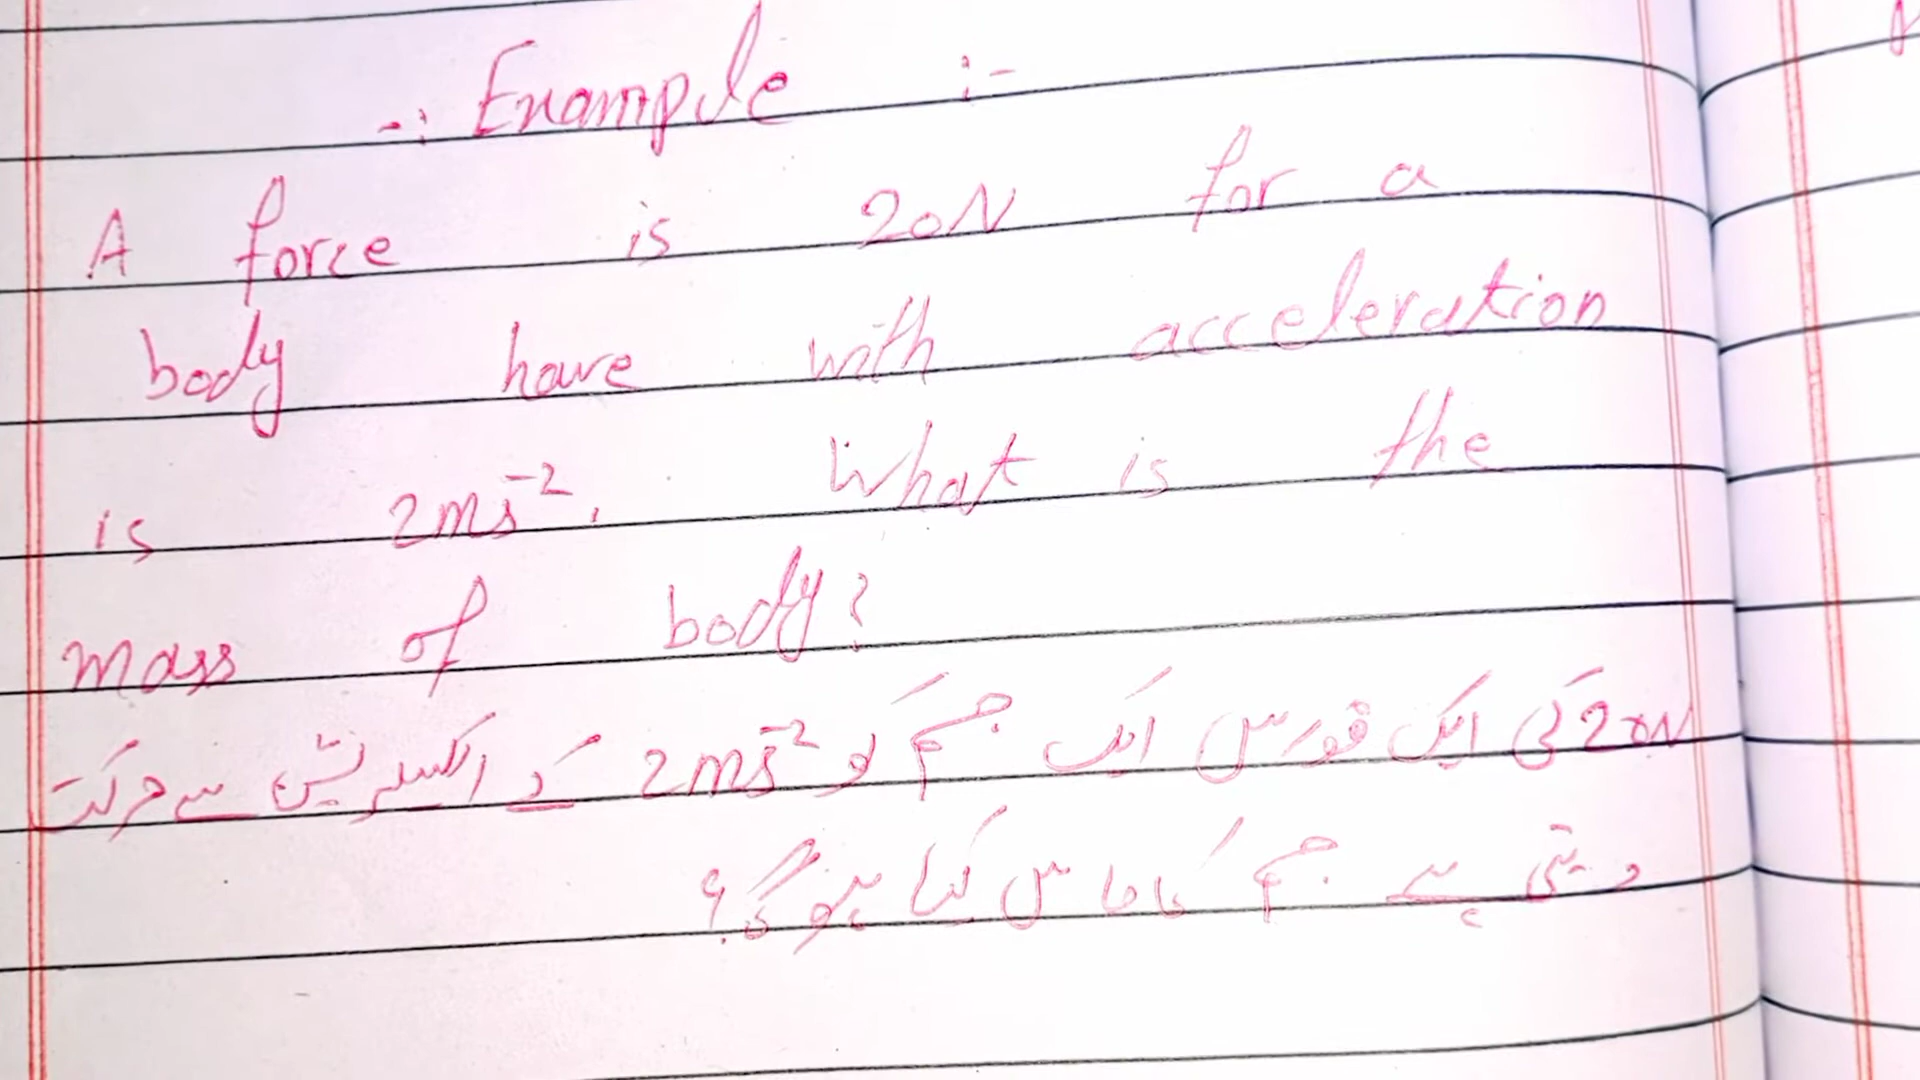 -: Example :-
A force is 20N for a
body have with acceleration
is 2ms⁻². What is the
mass of body?
20N کی ایک فورس ایک جسم کو 2ms⁻² کے ایکسلریشن سے حرکت
دیتی ہے جسم کا ماس کیا ہوگا؟